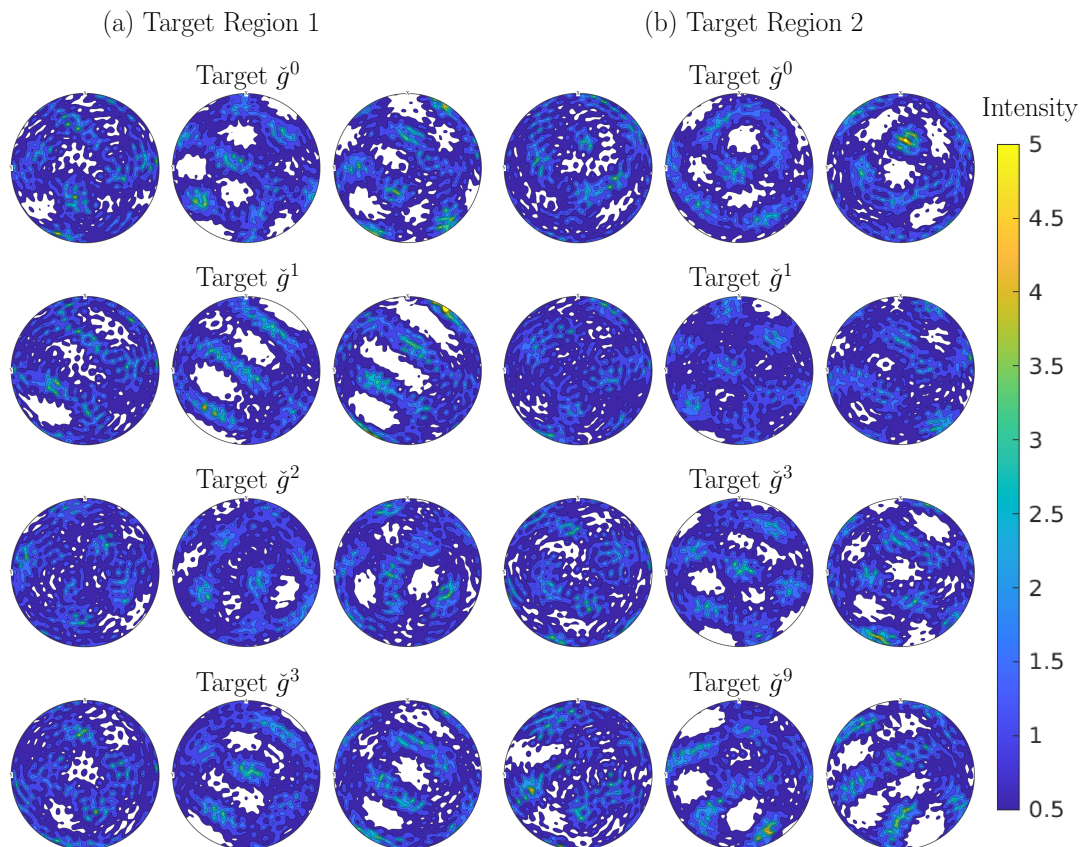 (a) Target Region 1
(b) Target Region 2
Target ǧ⁰
Target ǧ⁰
Intensity
5
4.5
4
3.5
3
2.5
2
1.5
1
0.5
Target ǧ¹
Target ǧ¹
Target ǧ²
Target ǧ³
Target ǧ³
Target ǧ⁹